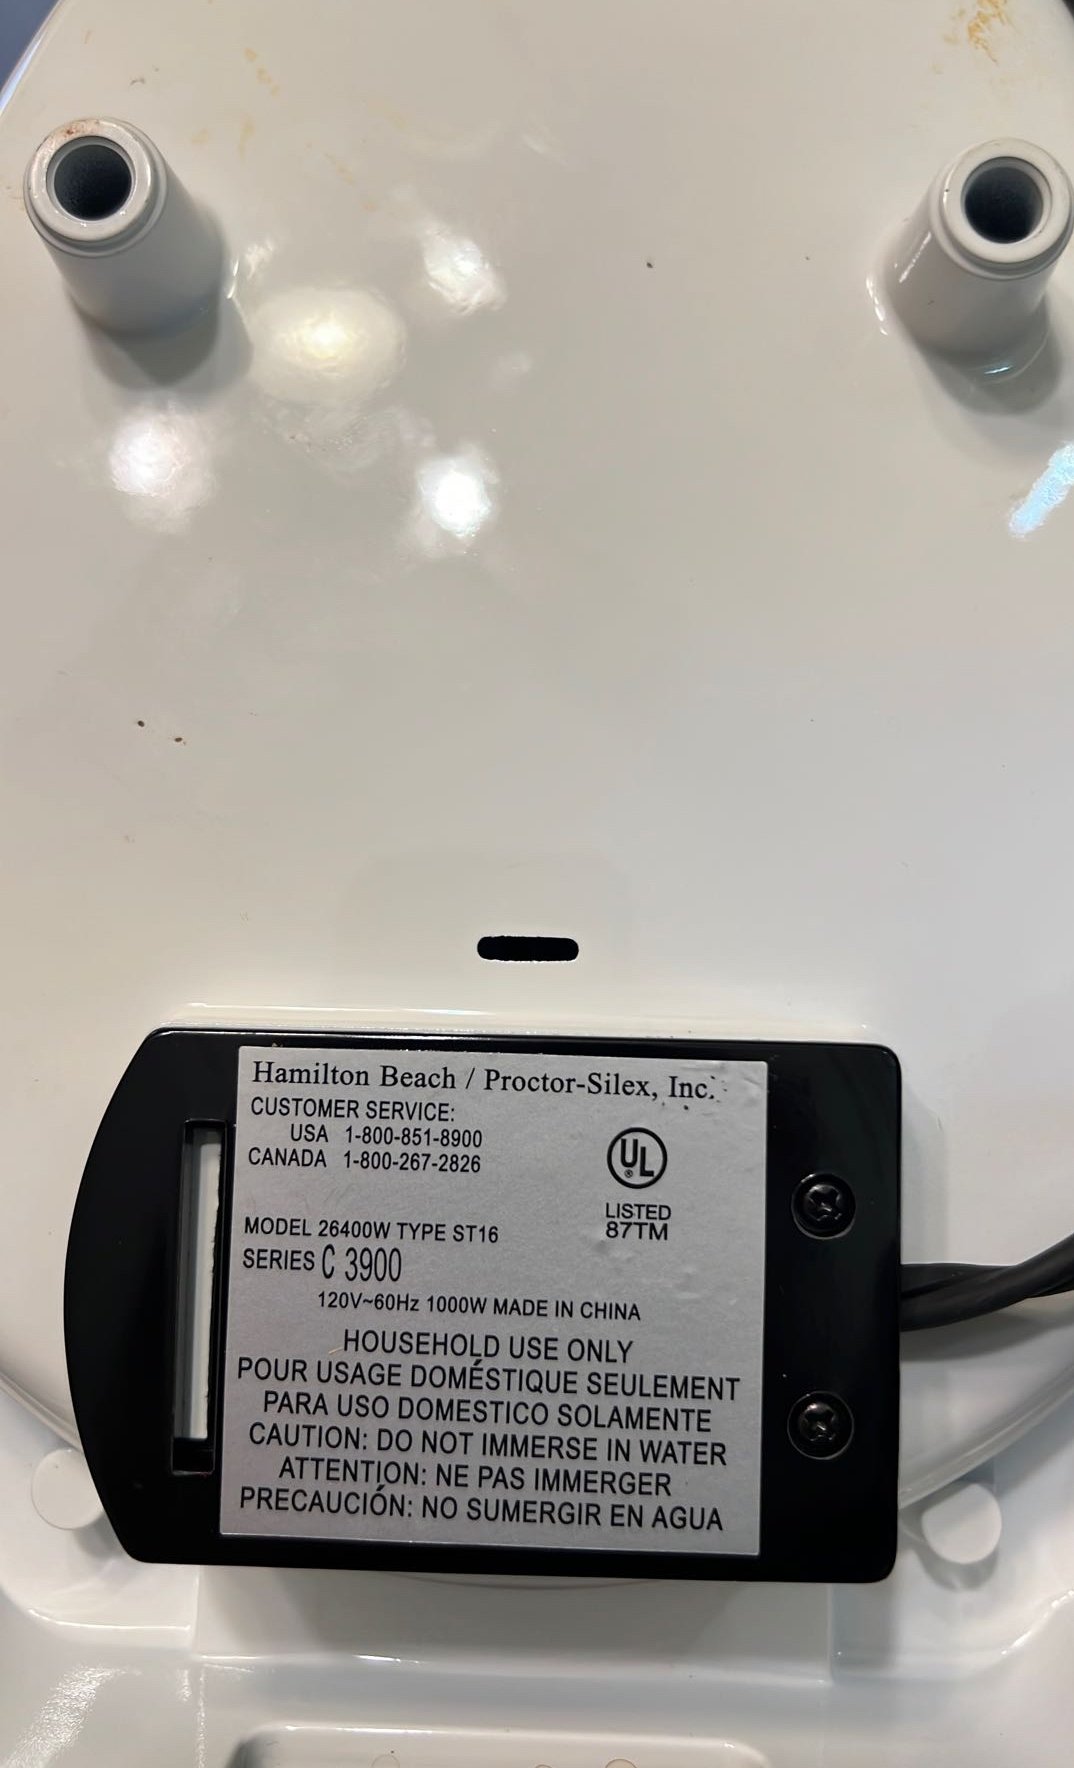 Hamilton Beach / Proctor-Silex, Inc.
CUSTOMER SERVICE:
USA 1-800-851-8900
CANADA 1-800-267-2826
UL
®
LISTED
87TM
MODEL 26400W TYPE ST16
SERIES C 3900
120V~60Hz 1000W MADE IN CHINA
HOUSEHOLD USE ONLY
POUR USAGE DOMÉSTIQUE SEULEMENT
PARA USO DOMESTICO SOLAMENTE
CAUTION: DO NOT IMMERSE IN WATER
ATTENTION: NE PAS IMMERGER
PRECAUCIÓN: NO SUMERGIR EN AGUA